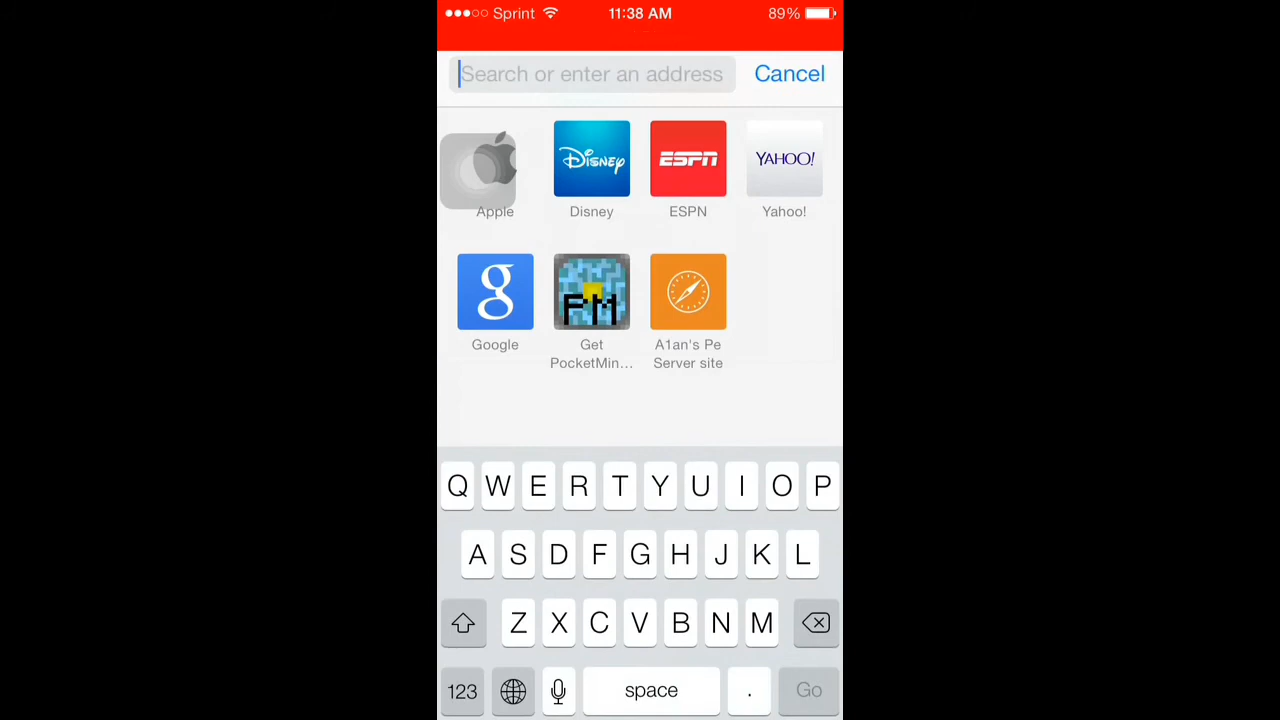 Sprint 11:38 AM 89%
Search or enter an address Cancel
Disney ESPN YAHOO!
Apple Disney ESPN Yahoo!
g PM
Google Get A1an's Pe
PocketMin... Server site
Q W E R T Y U I O P
A S D F G H J K L
Z X C V B N M
123 space . Go